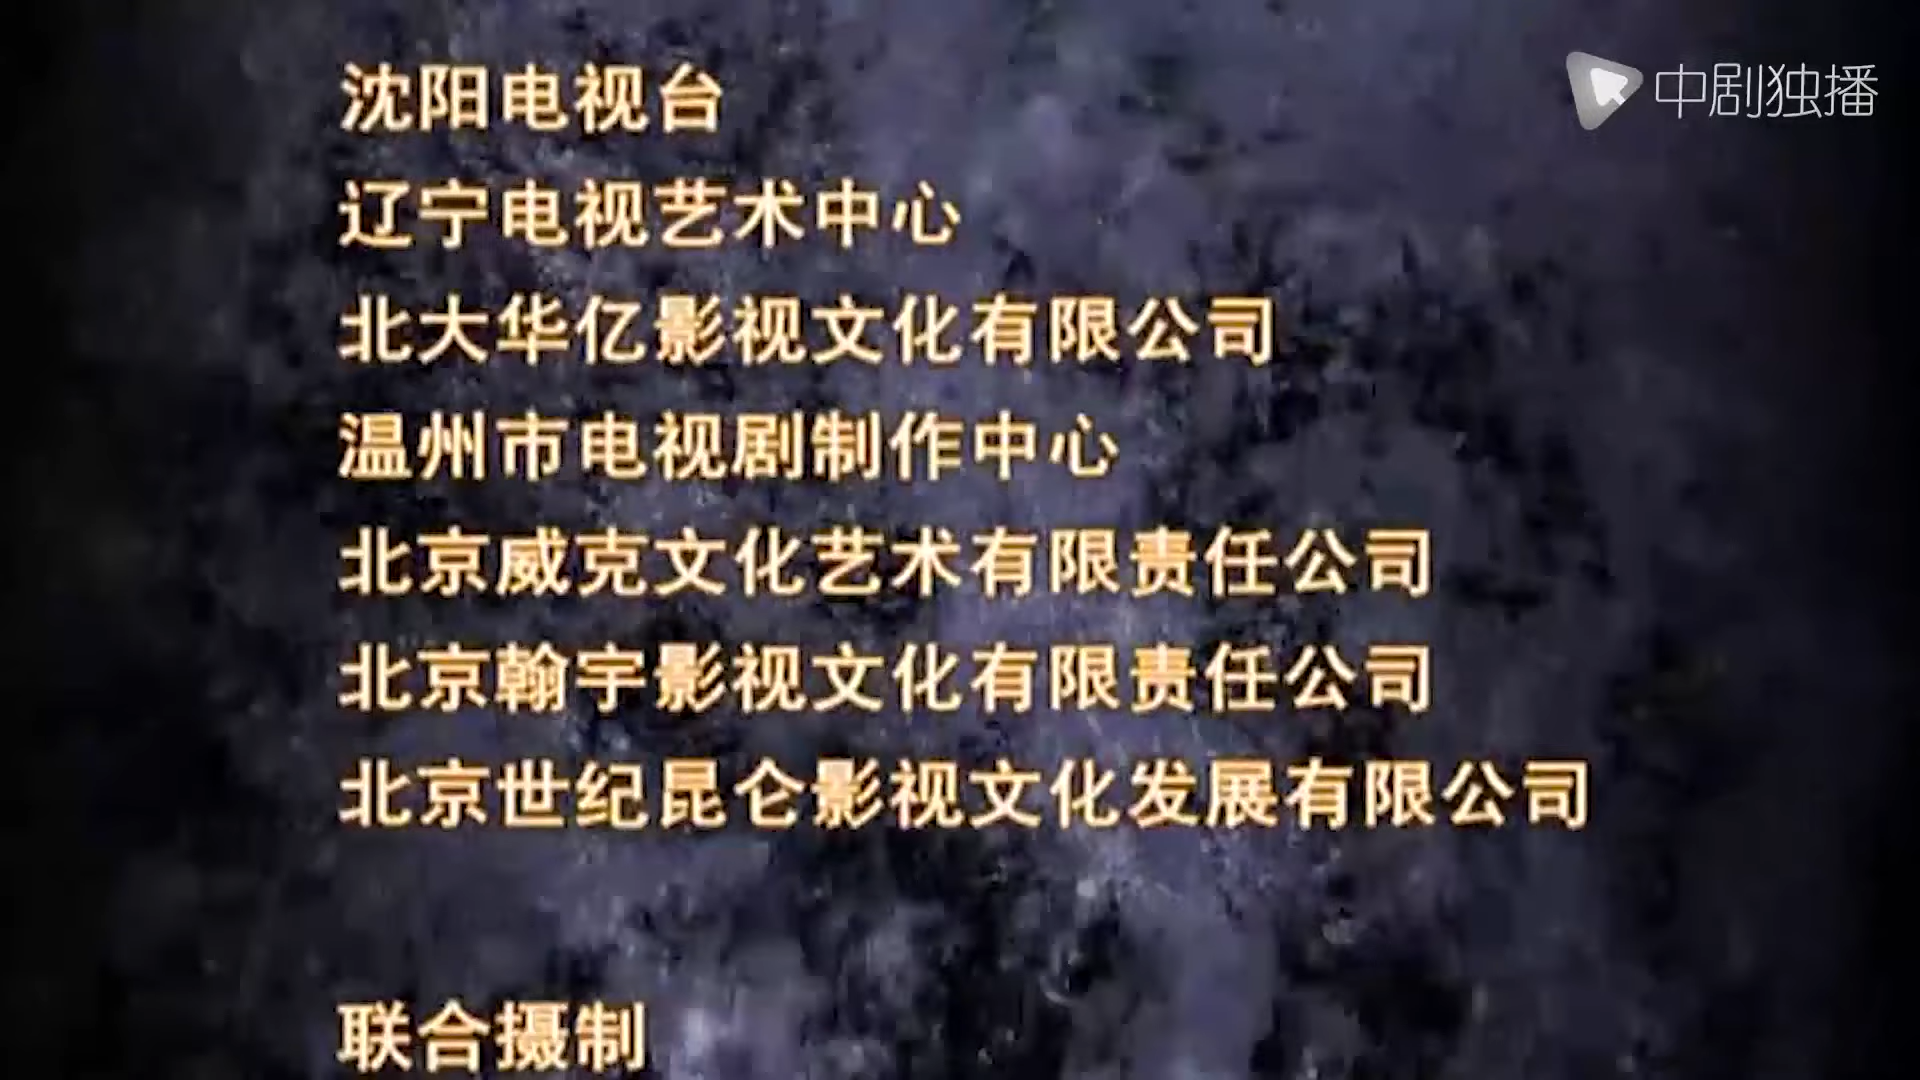 中剧独播
沈阳电视台
辽宁电视艺术中心
北大华亿影视文化有限公司
温州市电视剧制作中心
北京威克文化艺术有限责任公司
北京翰宇影视文化有限责任公司
北京世纪昆仑影视文化发展有限公司
联合摄制